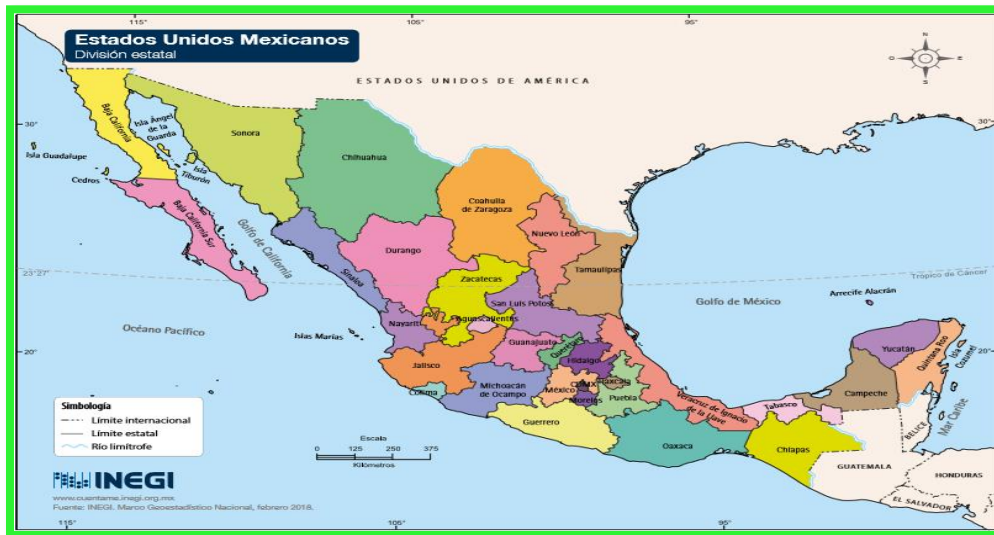 115°
105°
95°
Estados Unidos Mexicanos
División estatal
ESTADOS UNIDOS DE AMÉRICA
O
E
S
30°
30°
Baja California
Isla Ángel
de la
Guarda
Sonora
Chihuahua
Isla Guadalupe
Isla
Tiburón
Cedros
Coahuila
de Zaragoza
Baja California Sur
Golfo de California
Nuevo León
Durango
Sinaloa
Tamaulipas
23°27'
Trópico de Cáncer
Zacatecas
Golfo de México
Arrecife Alacrán
San Luis Potosí
Océano Pacífico
Islas Marías
Nayarit
Aguascalientes
Guanajuato
Querétaro
Hidalgo
Yucatán
Quintana Roo
Isla
Cozumel
20°
20°
Jalisco
Colima
Michoacán
de Ocampo
México
CDMX
Tlaxcala
Morelos
Puebla
Veracruz de Ignacio
de la Llave
Tabasco
Campeche
Mar Caribe
Simbología
Límite internacional
Límite estatal
Río limítrofe
Guerrero
Oaxaca
Chiapas
BELICE
GUATEMALA
HONDURAS
EL SALVADOR
Escala
0 125 250 375
Kilómetros
INEGI
www.cuentame.inegi.org.mx
Fuente: INEGI. Marco Geoestadístico Nacional, febrero 2018.
115°
105°
95°